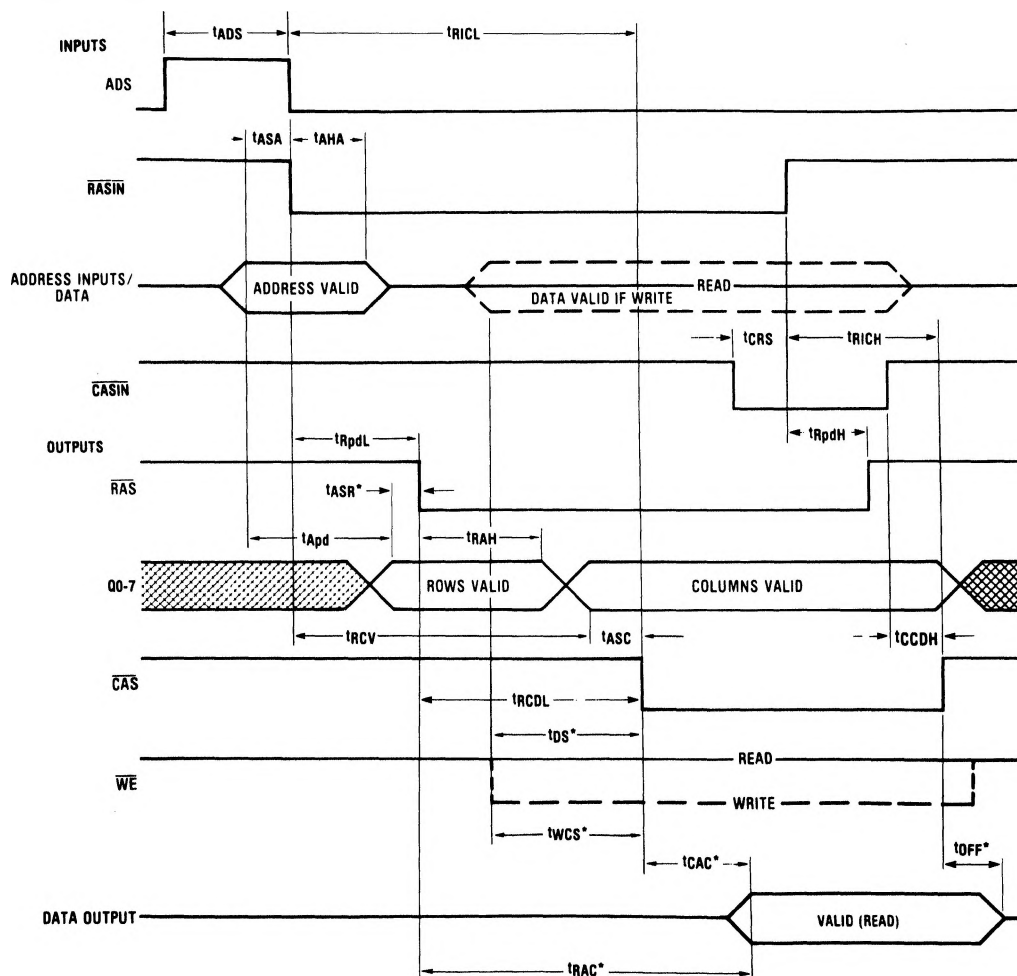 tADS
tRICL
INPUTS
ADS
tASA
tAHA
RASIN
ADDRESS INPUTS/
DATA
ADDRESS VALID
READ
DATA VALID IF WRITE
tCRS
tRICH
CASIN
tRpdL
tRpdH
OUTPUTS
RAS
tASR*
tApd
tRAH
Q0-7
ROWS VALID
COLUMNS VALID
tRCV
tASC
tCCDH
CAS
tRCDL
tDS*
READ
WE
WRITE
tWCS*
tCAC*
tOFF*
DATA OUTPUT
VALID (READ)
tRAC*